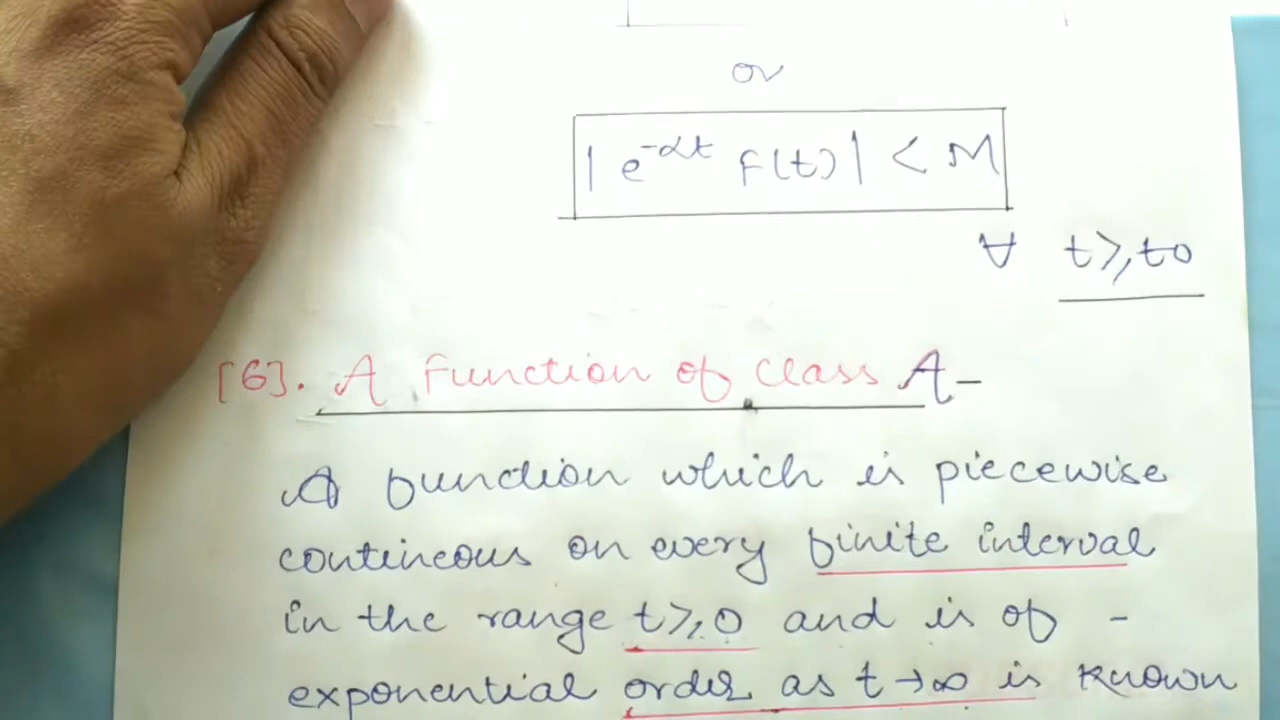 or
| e^{-αt} F(t) | < M
∀ t ≥ t0
[6]. A Function of Class A -
A function which is piecewise
contineous on every finite interval
in the range t ≥ 0 and is of -
exponential order as t → ∞ is known